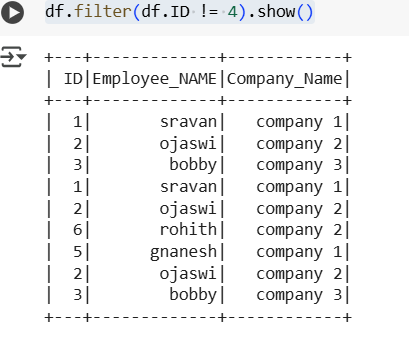 df.filter(df.ID != 4).show()
+---+-------------+------------+
| ID|Employee_NAME|Company_Name|
+---+-------------+------------+
|  1|       sravan|   company 1|
|  2|       ojaswi|   company 2|
|  3|        bobby|   company 3|
|  1|       sravan|   company 1|
|  2|       ojaswi|   company 2|
|  6|       rohith|   company 2|
|  5|      gnanesh|   company 1|
|  2|       ojaswi|   company 2|
|  3|        bobby|   company 3|
+---+-------------+------------+